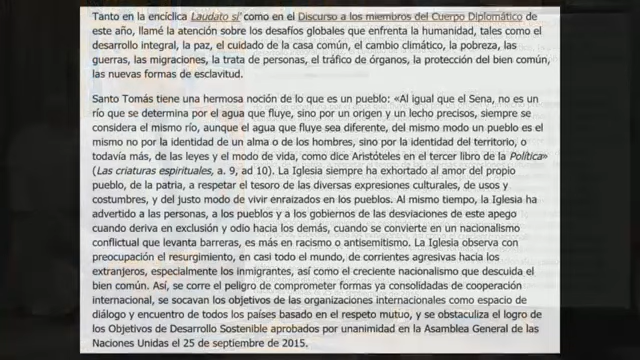 Tanto en la encíclica Laudato si' como en el Discurso a los miembros del Cuerpo Diplomático de
este año, llamé la atención sobre los desafíos globales que enfrenta la humanidad, tales como el
desarrollo integral, la paz, el cuidado de la casa común, el cambio climático, la pobreza, las
guerras, las migraciones, la trata de personas, el tráfico de órganos, la protección del bien común,
las nuevas formas de esclavitud.
Santo Tomás tiene una hermosa noción de lo que es un pueblo: «Al igual que el Sena, no es un
río que se determina por el agua que fluye, sino por un origen y un lecho precisos, siempre se
considera el mismo río, aunque el agua que fluye sea diferente, del mismo modo un pueblo es el
mismo no por la identidad de un alma o de los hombres, sino por la identidad del territorio, o
todavía más, de las leyes y el modo de vida, como dice Aristóteles en el tercer libro de la Política»
(Las criaturas espirituales, a. 9, ad 10). La Iglesia siempre ha exhortado al amor del propio
pueblo, de la patria, a respetar el tesoro de las diversas expresiones culturales, de usos y
costumbres, y del justo modo de vivir enraizados en los pueblos. Al mismo tiempo, la Iglesia ha
advertido a las personas, a los pueblos y a los gobiernos de las desviaciones de este apego
cuando deriva en exclusión y odio hacia los demás, cuando se convierte en un nacionalismo
conflictual que levanta barreras, es más en racismo o antisemitismo. La Iglesia observa con
preocupación el resurgimiento, en casi todo el mundo, de corrientes agresivas hacia los
extranjeros, especialmente los inmigrantes, así como el creciente nacionalismo que descuida el
bien común. Así, se corre el peligro de comprometer formas ya consolidadas de cooperación
internacional, se socavan los objetivos de las organizaciones internacionales como espacio de
diálogo y encuentro de todos los países basado en el respeto mutuo, y se obstaculiza el logro de
los Objetivos de Desarrollo Sostenible aprobados por unanimidad en la Asamblea General de las
Naciones Unidas el 25 de septiembre de 2015.